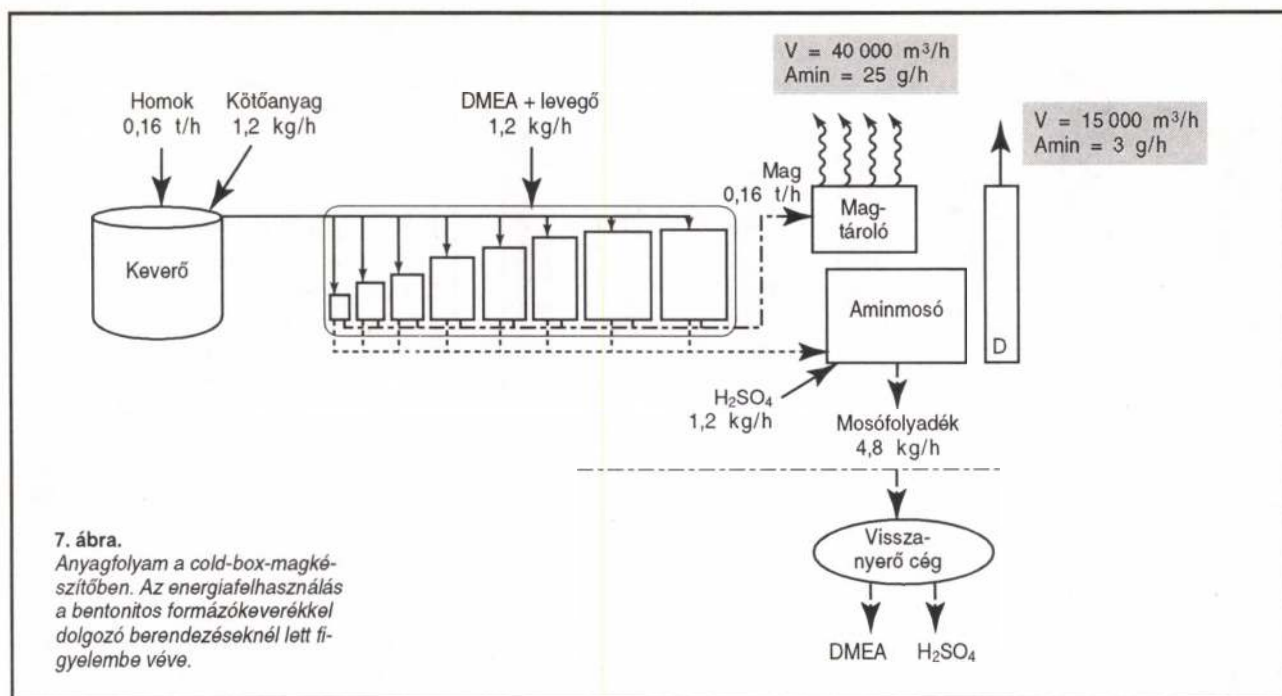 V = 40 000 m³/h
Amin = 25 g/h
V = 15 000 m³/h
Amin = 3 g/h
Homok
0,16 t/h
Kötőanyag
1,2 kg/h
DMEA + levegő
1,2 kg/h
Mag
0,16 t/h
Mag-
tároló
Keverő
Aminmosó
D
H₂SO₄
1,2 kg/h
Mosófolyadék
4,8 kg/h
Vissza-
nyerő cég
DMEA H₂SO₄
7. ábra.
Anyagfolyam a cold-box-magké-
szítőben. Az energiafelhasználás
a bentonitos formázókeverékkel
dolgozó berendezéseknél lett fi-
gyelembe véve.